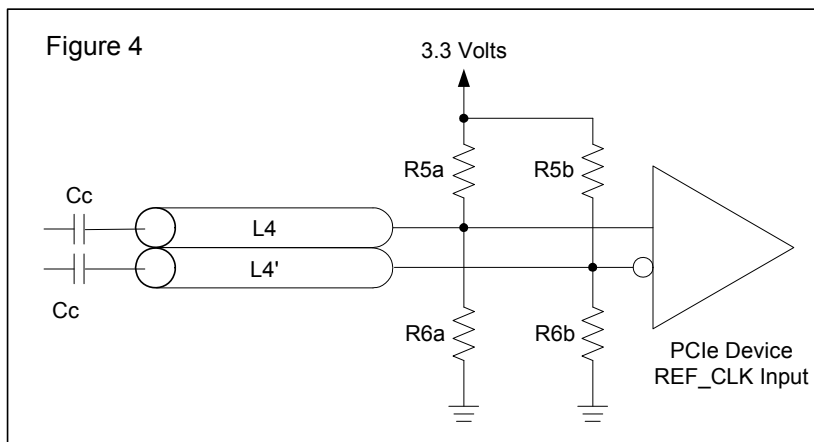 Figure 4
3.3 Volts
R5a
R5b
Cc
L4
L4'
Cc
R6a
R6b
PCIe Device
REF_CLK Input